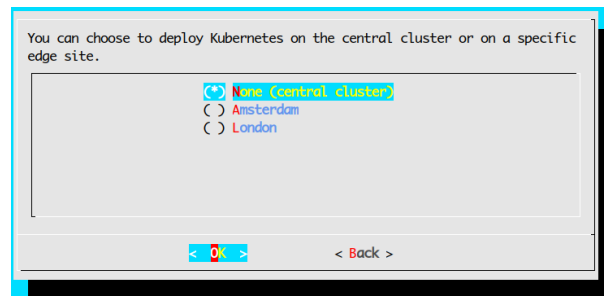 You can choose to deploy Kubernetes on the central cluster or on a specific
edge site.
(*) None (central cluster)
( ) Amsterdam
( ) London
< OK > < Back >